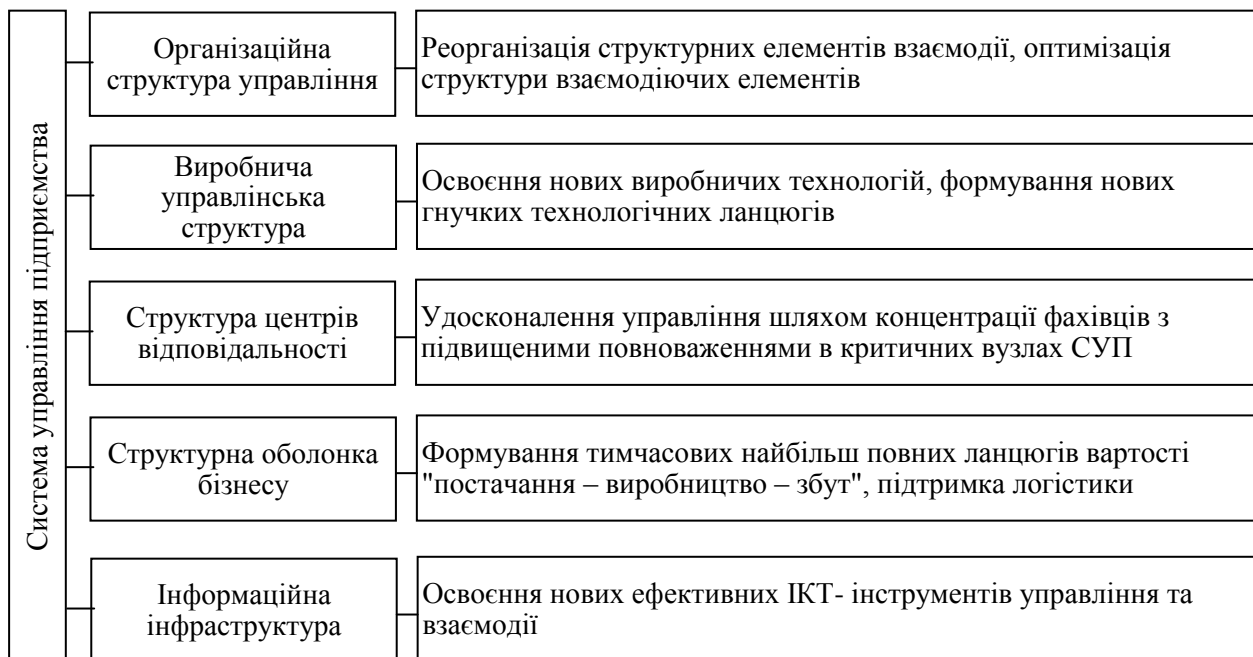 Система управління підприємства
Організаційна
структура управління
Реорганізація структурних елементів взаємодії, оптимізація
структури взаємодіючих елементів
Виробнича
управлінська
структура
Освоєння нових виробничих технологій, формування нових
гнучких технологічних ланцюгів
Структура центрів
відповідальності
Удосконалення управління шляхом концентрації фахівців з
підвищеними повноваженнями в критичних вузлах СУП
Структурна оболонка
бізнесу
Формування тимчасових найбільш повних ланцюгів вартості
"постачання – виробництво – збут", підтримка логістики
Інформаційна
інфраструктура
Освоєння нових ефективних ІКТ- інструментів управління та
взаємодії